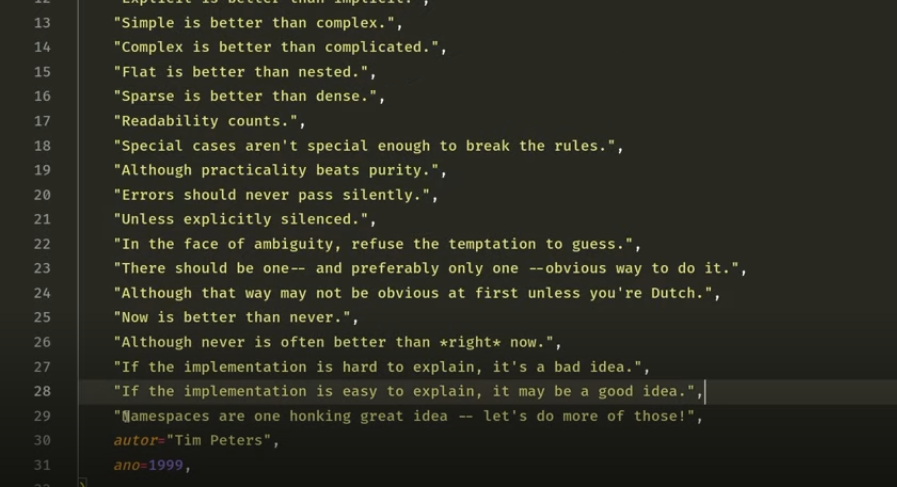 12 "Explicit is better than implicit.",
13 "Simple is better than complex.",
14 "Complex is better than complicated.",
15 "Flat is better than nested.",
16 "Sparse is better than dense.",
17 "Readability counts.",
18 "Special cases aren't special enough to break the rules.",
19 "Although practicality beats purity.",
20 "Errors should never pass silently.",
21 "Unless explicitly silenced.",
22 "In the face of ambiguity, refuse the temptation to guess.",
23 "There should be one-- and preferably only one --obvious way to do it.",
24 "Although that way may not be obvious at first unless you're Dutch.",
25 "Now is better than never.",
26 "Although never is often better than *right* now.",
27 "If the implementation is hard to explain, it's a bad idea.",
28 "If the implementation is easy to explain, it may be a good idea.",
29 "Namespaces are one honking great idea -- let's do more of those!",
30 autor="Tim Peters",
31 ano=1999,